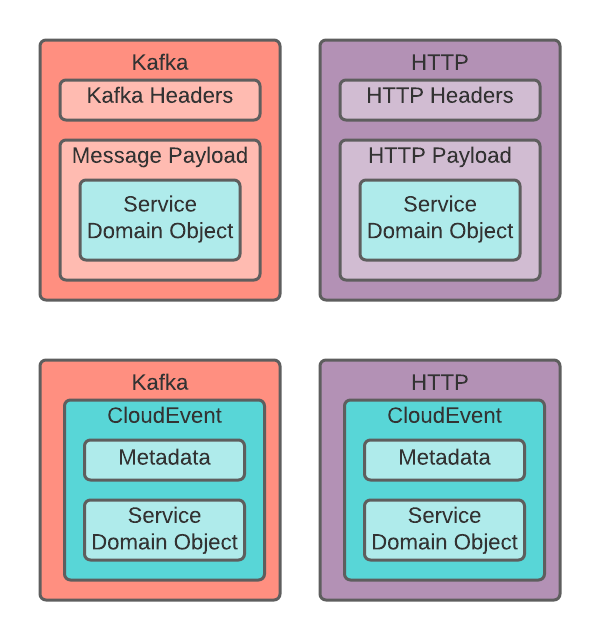 Kafka
Kafka Headers
Message Payload
Service
Domain Object
HTTP
HTTP Headers
HTTP Payload
Service
Domain Object
Kafka
CloudEvent
Metadata
Service
Domain Object
HTTP
CloudEvent
Metadata
Service
Domain Object